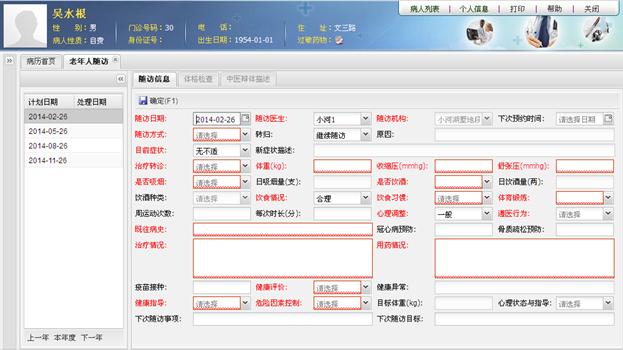 病人列表 | 个人信息 | 打印 | 帮助 | 关闭
吴水根
性 别：男 门诊号码：30 电 话： 住 址：文三路
病人性质：自费 身份证号： 出生日期：1954-01-01 过敏药物：
病历首页 老年人随访
随访信息 体格检查 中医辩体描述
计划日期 处理日期
2014-02-26
2014-05-26
2014-08-26
2014-11-26
上一年 本年度 下一年
确定(F1)
随访日期: 2014-02-26 随访医生: 小河1 随访机构: 小河湖墅地段 下次预约时间: 请选择日期
随访方式: 请选择 转归: 继续随访 原因:
目前症状: 无不适 新症状描述:
治疗转诊: 请选择 体重(kg): 收缩压(mmhg): 舒张压(mmhg):
是否吸烟: 请选择 日吸烟量(支): 是否饮酒: 请选择 日饮酒量(两):
饮酒种类: 请选择 饮食情况: 合理 饮食习惯: 请选择 体育锻炼: 请选择
周运动次数: 每次时长(分): 心理调整: 一般 遵医行为: 请选择
既往病史: 冠心病预防: 骨质疏松预防:
治疗情况: 用药情况:
疫苗接种: 健康评价: 请选择 健康异常:
健康指导: 请选择 危险因素控制: 请选择 目标体重(kg): 心理状态与指导: 请选择
下次随访事项: 下次随访目标: